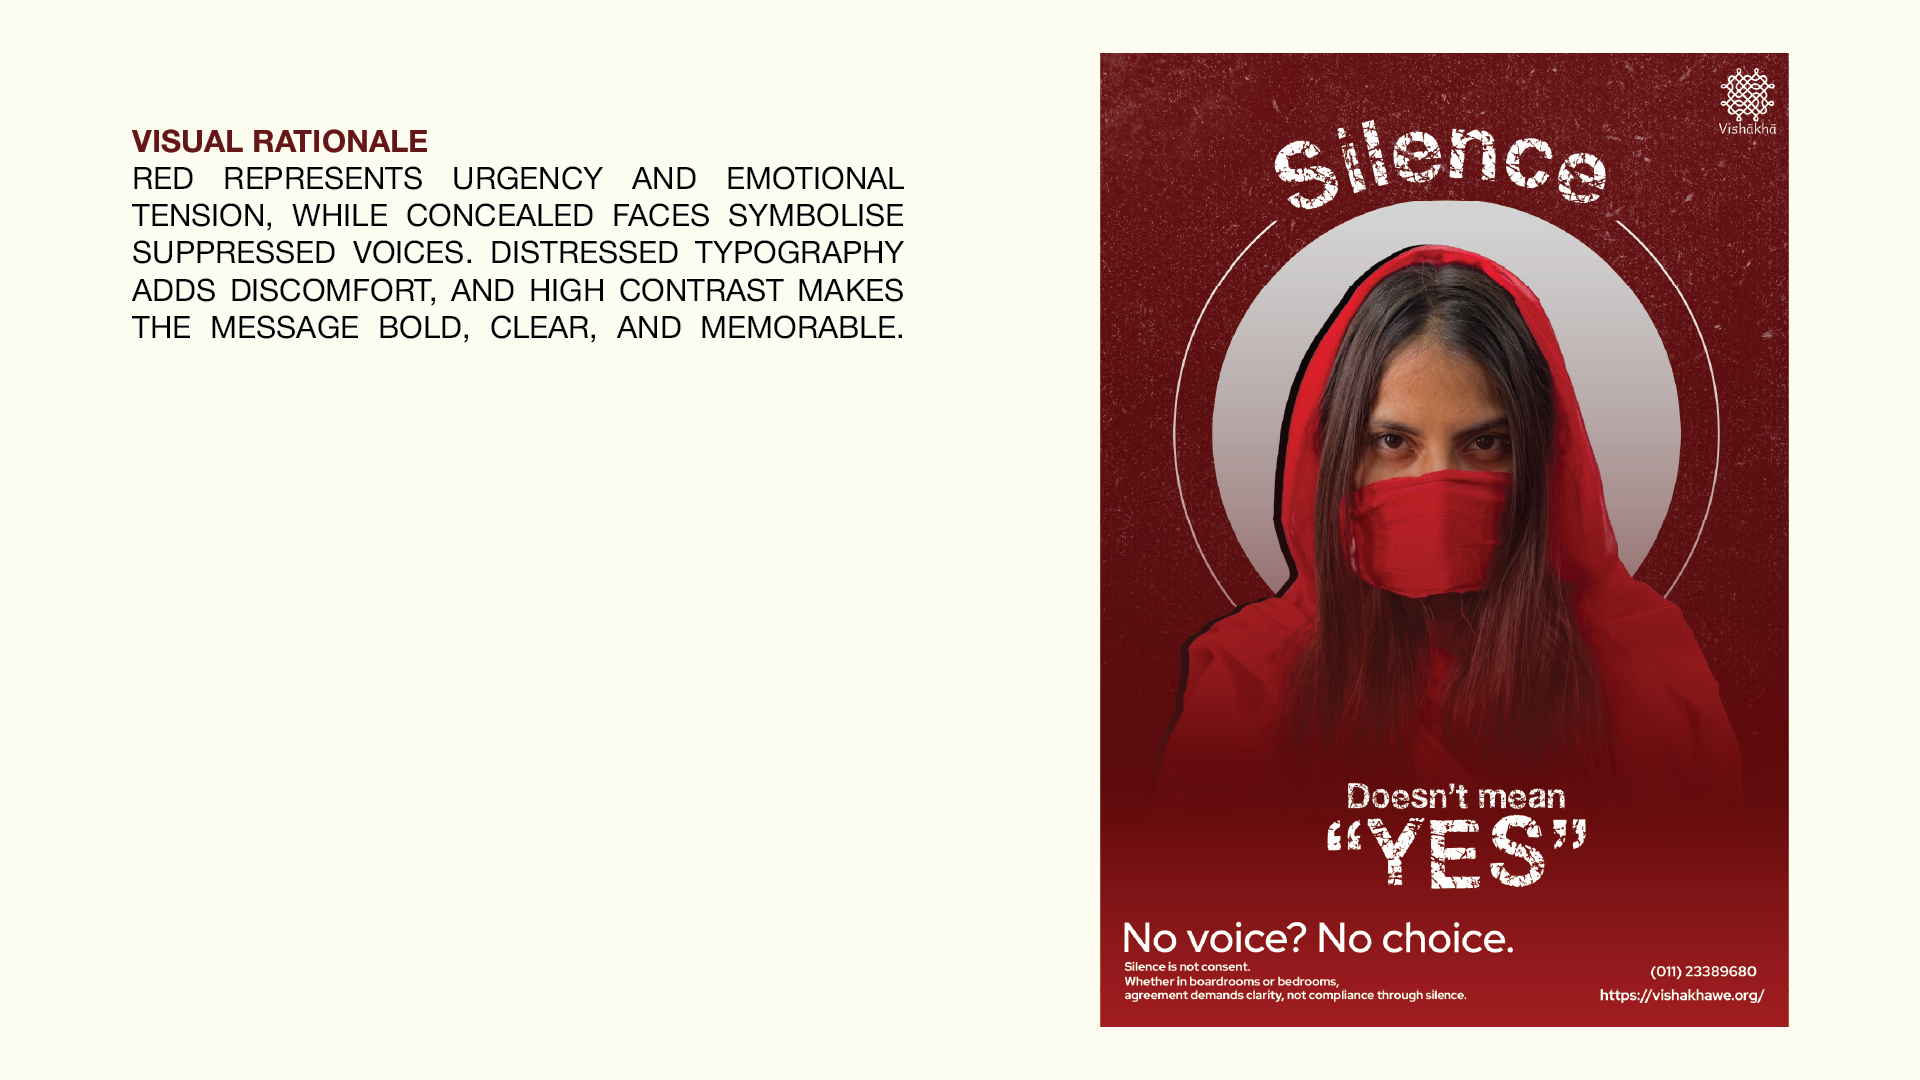 VISUAL RATIONALE
RED REPRESENTS URGENCY AND EMOTIONAL
TENSION, WHILE CONCEALED FACES SYMBOLISE
SUPPRESSED VOICES. DISTRESSED TYPOGRAPHY
ADDS DISCOMFORT, AND HIGH CONTRAST MAKES
THE MESSAGE BOLD, CLEAR, AND MEMORABLE.
Vishākhā
Silence
Doesn't mean
“YES”
No voice? No choice.
Silence is not consent.
Whether in boardrooms or bedrooms,
agreement demands clarity, not compliance through silence.
(011) 23389680
https://vishakhawe.org/